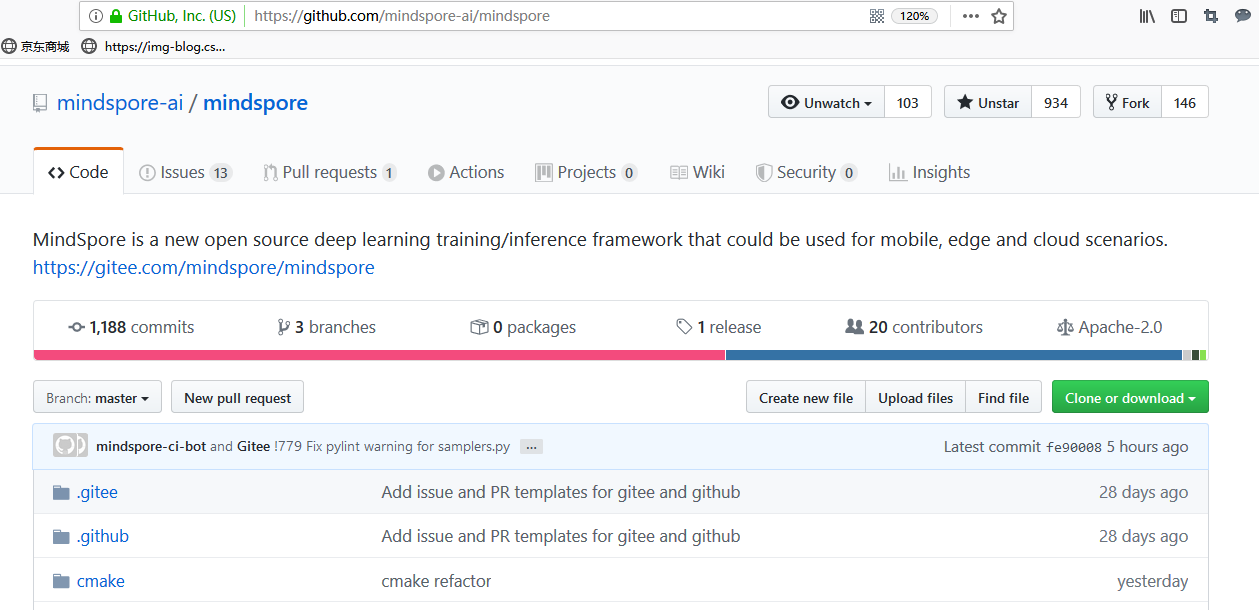 GitHub, Inc. (US) https://github.com/mindspore-ai/mindspore 120%
京东商城 https://img-blog.cs...
mindspore-ai / mindspore Unwatch 103 Unstar 934 Fork 146
Code Issues 13 Pull requests 1 Actions Projects 0 Wiki Security 0 Insights
MindSpore is a new open source deep learning training/inference framework that could be used for mobile, edge and cloud scenarios.
https://gitee.com/mindspore/mindspore
1,188 commits 3 branches 0 packages 1 release 20 contributors Apache-2.0
Branch: master New pull request Create new file Upload files Find file Clone or download
mindspore-ci-bot and Gitee !779 Fix pylint warning for samplers.py ... Latest commit fe90008 5 hours ago
.gitee Add issue and PR templates for gitee and github 28 days ago
.github Add issue and PR templates for gitee and github 28 days ago
cmake cmake refactor yesterday